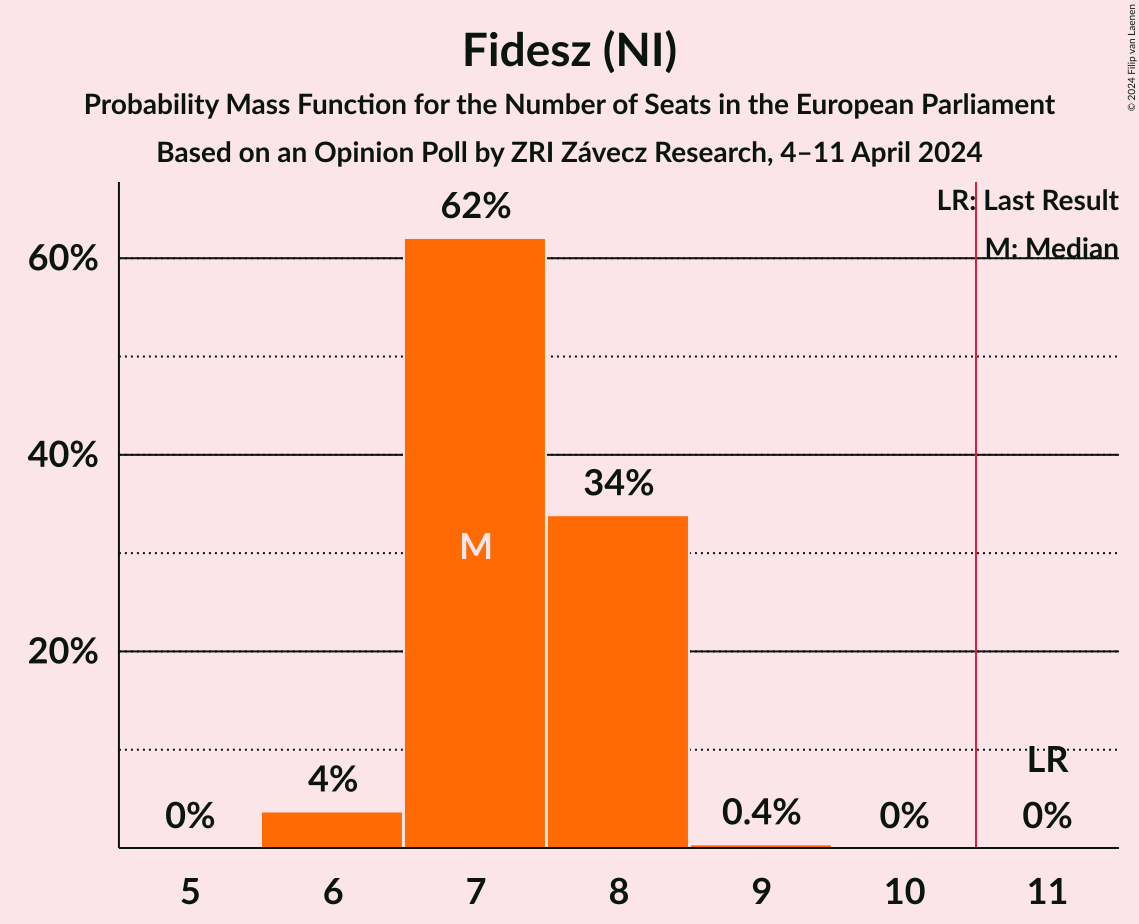 Fidesz (NI)
Probability Mass Function for the Number of Seats in the European Parliament
Based on an Opinion Poll by ZRI Závecz Research, 4–11 April 2024
© 2024 Filip van Laenen
LR: Last Result
M: Median
62%
60%
40%
34%
M
20%
LR
4%
0%
0.4%
0%
0%
5 6 7 8 9 10 11